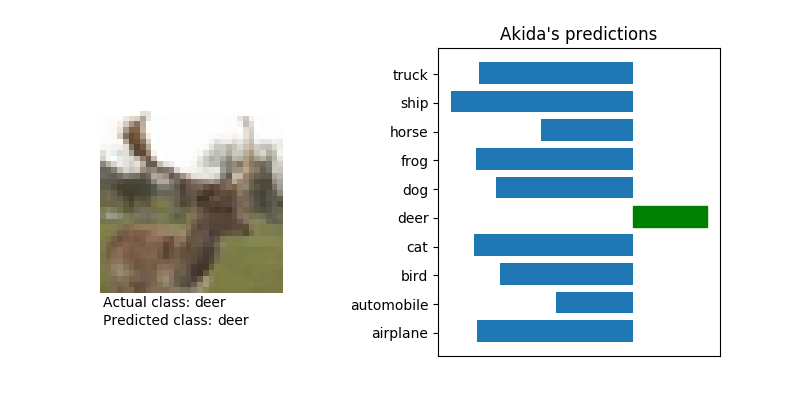 Akida's predictions
truck
ship
horse
frog
dog
deer
cat
bird
automobile
airplane
Actual class: deer
Predicted class: deer